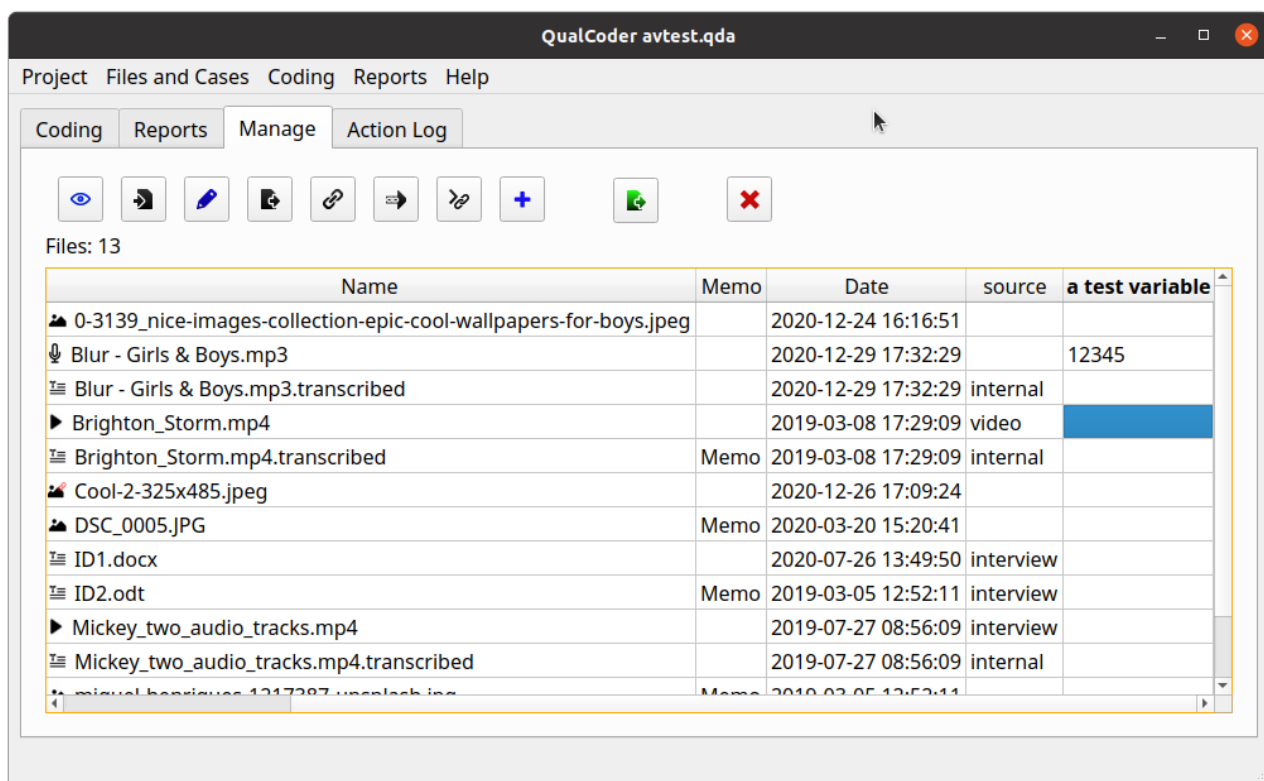 QualCoder avtest.qda
Project Files and Cases Coding Reports Help
Coding Reports Manage Action Log
Files: 13
Name Memo Date source a test variable
0-3139_nice-images-collection-epic-cool-wallpapers-for-boys.jpeg 2020-12-24 16:16:51
Blur - Girls & Boys.mp3 2020-12-29 17:32:29 12345
Blur - Girls & Boys.mp3.transcribed 2020-12-29 17:32:29 internal
Brighton_Storm.mp4 2019-03-08 17:29:09 video
Brighton_Storm.mp4.transcribed Memo 2019-03-08 17:29:09 internal
Cool-2-325x485.jpeg 2020-12-26 17:09:24
DSC_0005.JPG Memo 2020-03-20 15:20:41
ID1.docx 2020-07-26 13:49:50 interview
ID2.odt Memo 2019-03-05 12:52:11 interview
Mickey_two_audio_tracks.mp4 2019-07-27 08:56:09 interview
Mickey_two_audio_tracks.mp4.transcribed 2019-07-27 08:56:09 internal
Memo